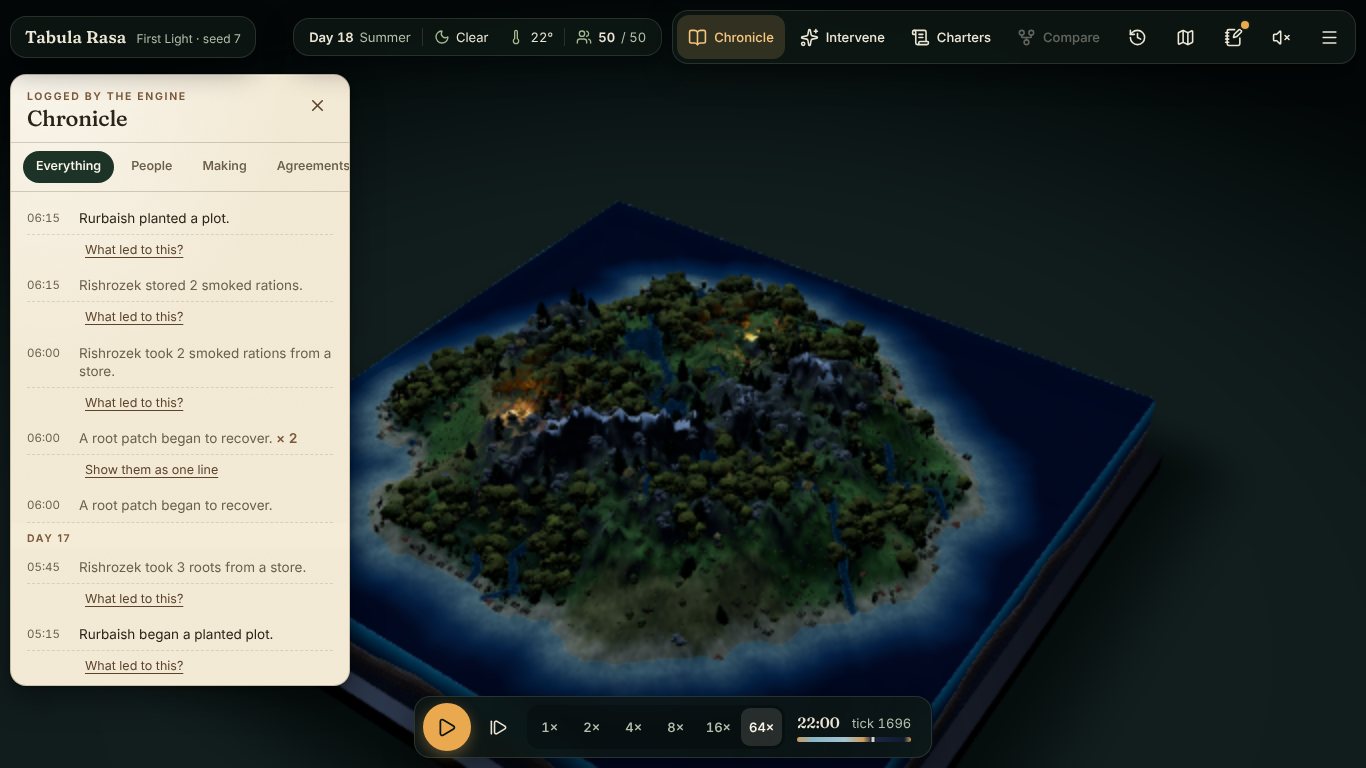 Tabula Rasa First Light · seed 7
Day 18 Summer Clear 22° 50 / 50
Chronicle Intervene Charters Compare
LOGGED BY THE ENGINE
Chronicle
Everything People Making Agreements
06:15 Rurbaish planted a plot.
What led to this?
06:15 Rishrozek stored 2 smoked rations.
What led to this?
06:00 Rishrozek took 2 smoked rations from a
store.
What led to this?
06:00 A root patch began to recover. × 2
Show them as one line
06:00 A root patch began to recover.
DAY 17
05:45 Rishrozek took 3 roots from a store.
What led to this?
05:15 Rurbaish began a planted plot.
What led to this?
1× 2× 4× 8× 16× 64× 22:00 tick 1696